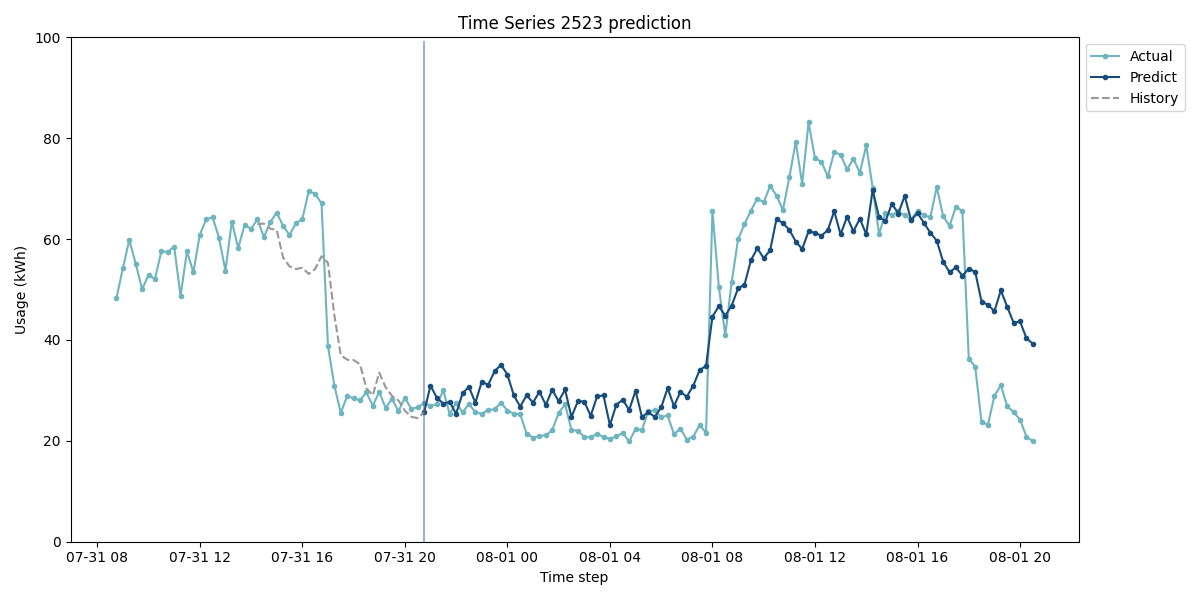 Time Series 2523 prediction
100
80
60
40
20
0
Usage (kWh)
07-31 08
07-31 12
07-31 16
07-31 20
08-01 00
08-01 04
08-01 08
08-01 12
08-01 16
08-01 20
Time step
Actual
Predict
History